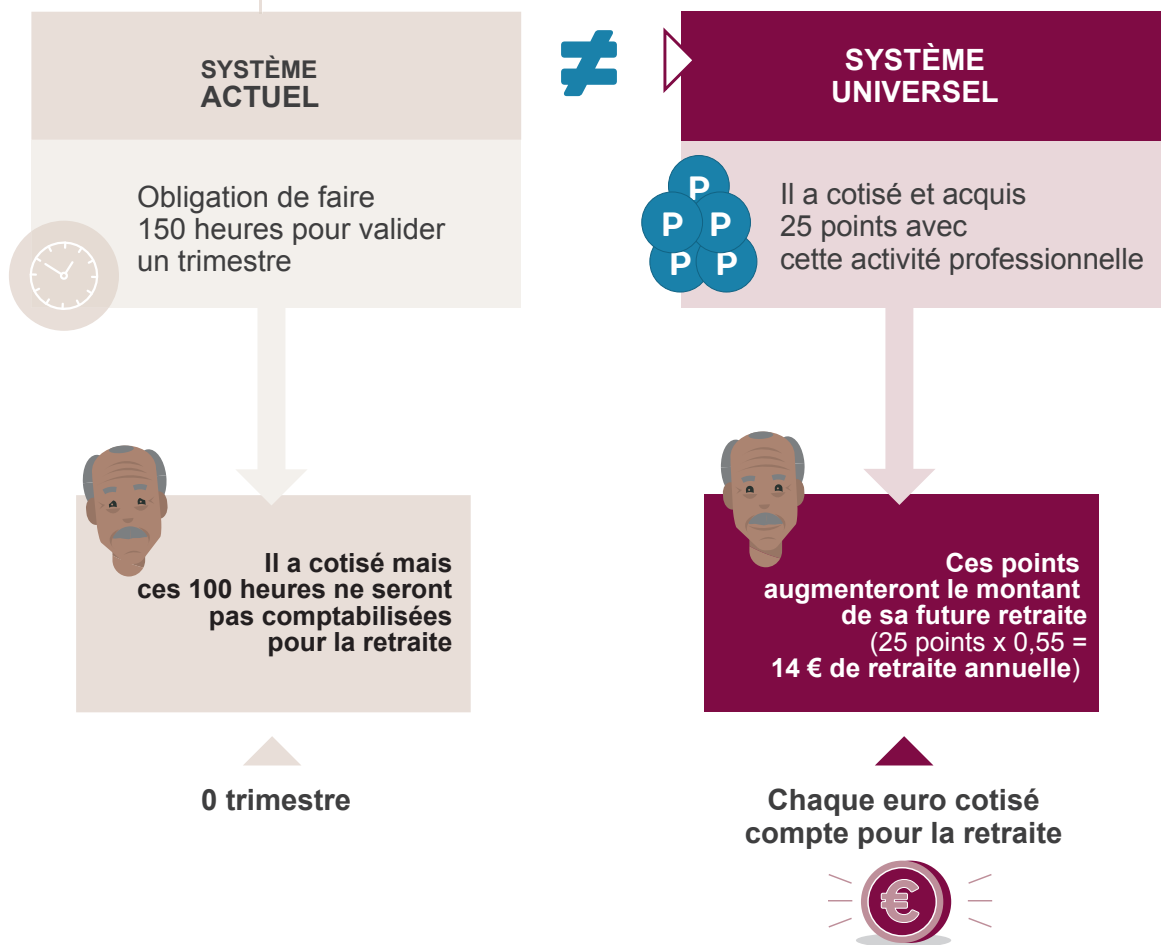 SYSTÈME
ACTUEL
Obligation de faire
150 heures pour valider
un trimestre
Il a cotisé mais
ces 100 heures ne seront
pas comptabilisées
pour la retraite
0 trimestre
≠
SYSTÈME
UNIVERSEL
P
P P
P P
Il a cotisé et acquis
25 points avec
cette activité professionnelle
Ces points
augmenteront le montant
de sa future retraite
(25 points x 0,55 =
14 € de retraite annuelle)
Chaque euro cotisé
compte pour la retraite
€